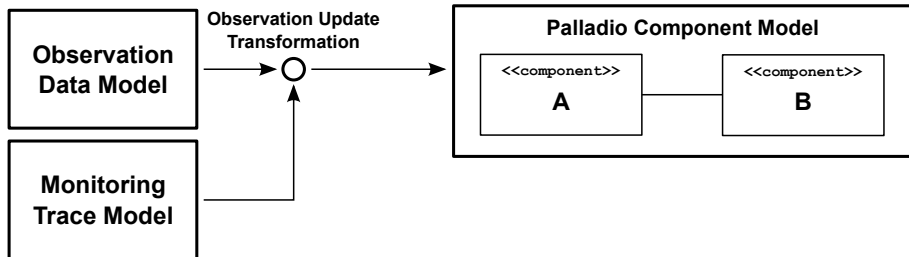 Observation Update
Transformation
Observation
Data Model
Monitoring
Trace Model
Palladio Component Model
<<component>>
A
<<component>>
B